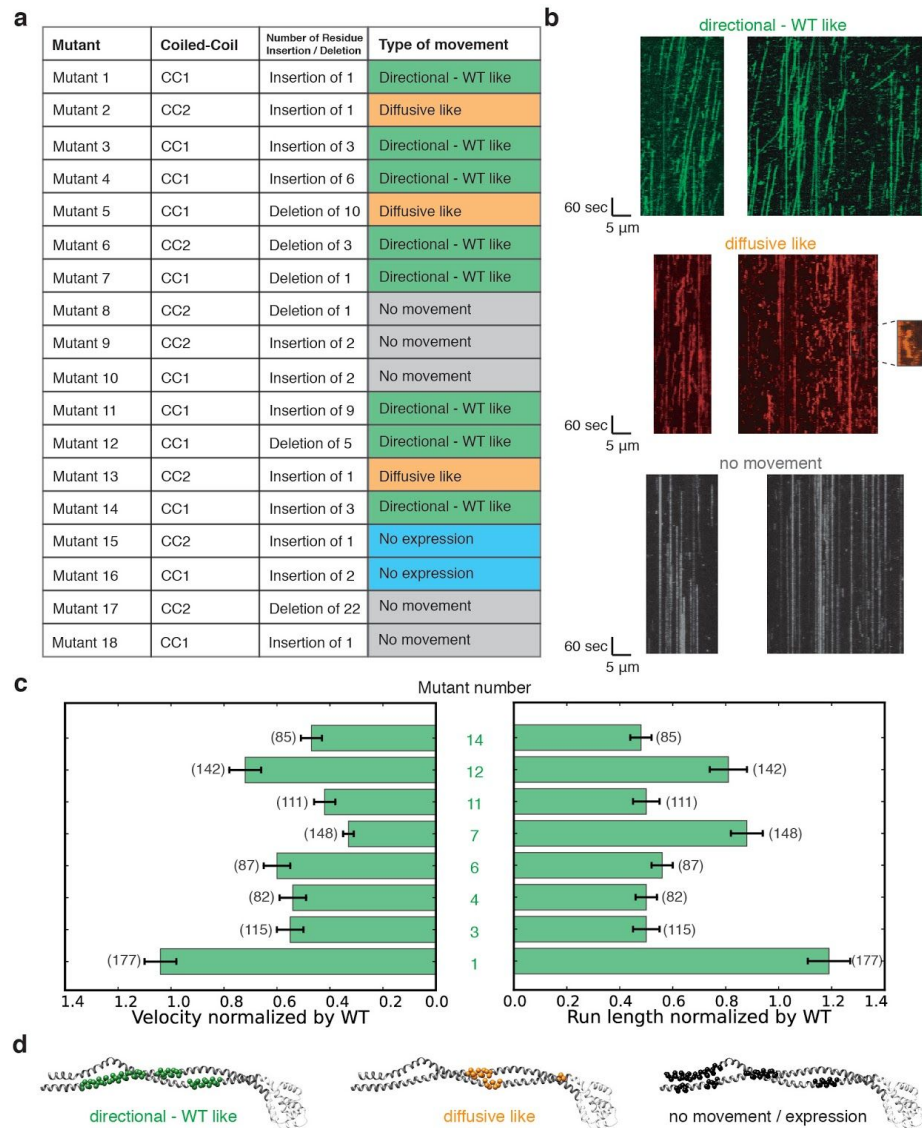 a
Mutant Coiled-Coil Number of Residue Insertion / Deletion Type of movement
Mutant 1 CC1 Insertion of 1 Directional - WT like
Mutant 2 CC2 Insertion of 1 Diffusive like
Mutant 3 CC1 Insertion of 3 Directional - WT like
Mutant 4 CC1 Insertion of 6 Directional - WT like
Mutant 5 CC1 Deletion of 10 Diffusive like
Mutant 6 CC2 Deletion of 3 Directional - WT like
Mutant 7 CC1 Deletion of 1 Directional - WT like
Mutant 8 CC2 Deletion of 1 No movement
Mutant 9 CC2 Insertion of 2 No movement
Mutant 10 CC1 Insertion of 2 No movement
Mutant 11 CC1 Insertion of 9 Directional - WT like
Mutant 12 CC1 Deletion of 5 Directional - WT like
Mutant 13 CC2 Insertion of 1 Diffusive like
Mutant 14 CC1 Insertion of 3 Directional - WT like
Mutant 15 CC2 Insertion of 1 No expression
Mutant 16 CC1 Insertion of 2 No expression
Mutant 17 CC2 Deletion of 22 No movement
Mutant 18 CC1 Insertion of 1 No movement
b
directional - WT like
60 sec
5 µm
diffusive like
60 sec
5 µm
no movement
60 sec
5 µm
c
Mutant number
(85) 14 (85)
(142) 12 (142)
(111) 11 (111)
(148) 7 (148)
(87) 6 (87)
(82) 4 (82)
(115) 3 (115)
(177) 1 (177)
1.4 1.2 1.0 0.8 0.6 0.4 0.2 0.0
Velocity normalized by WT
0.0 0.2 0.4 0.6 0.8 1.0 1.2 1.4
Run length normalized by WT
d
directional - WT like
diffusive like
no movement / expression